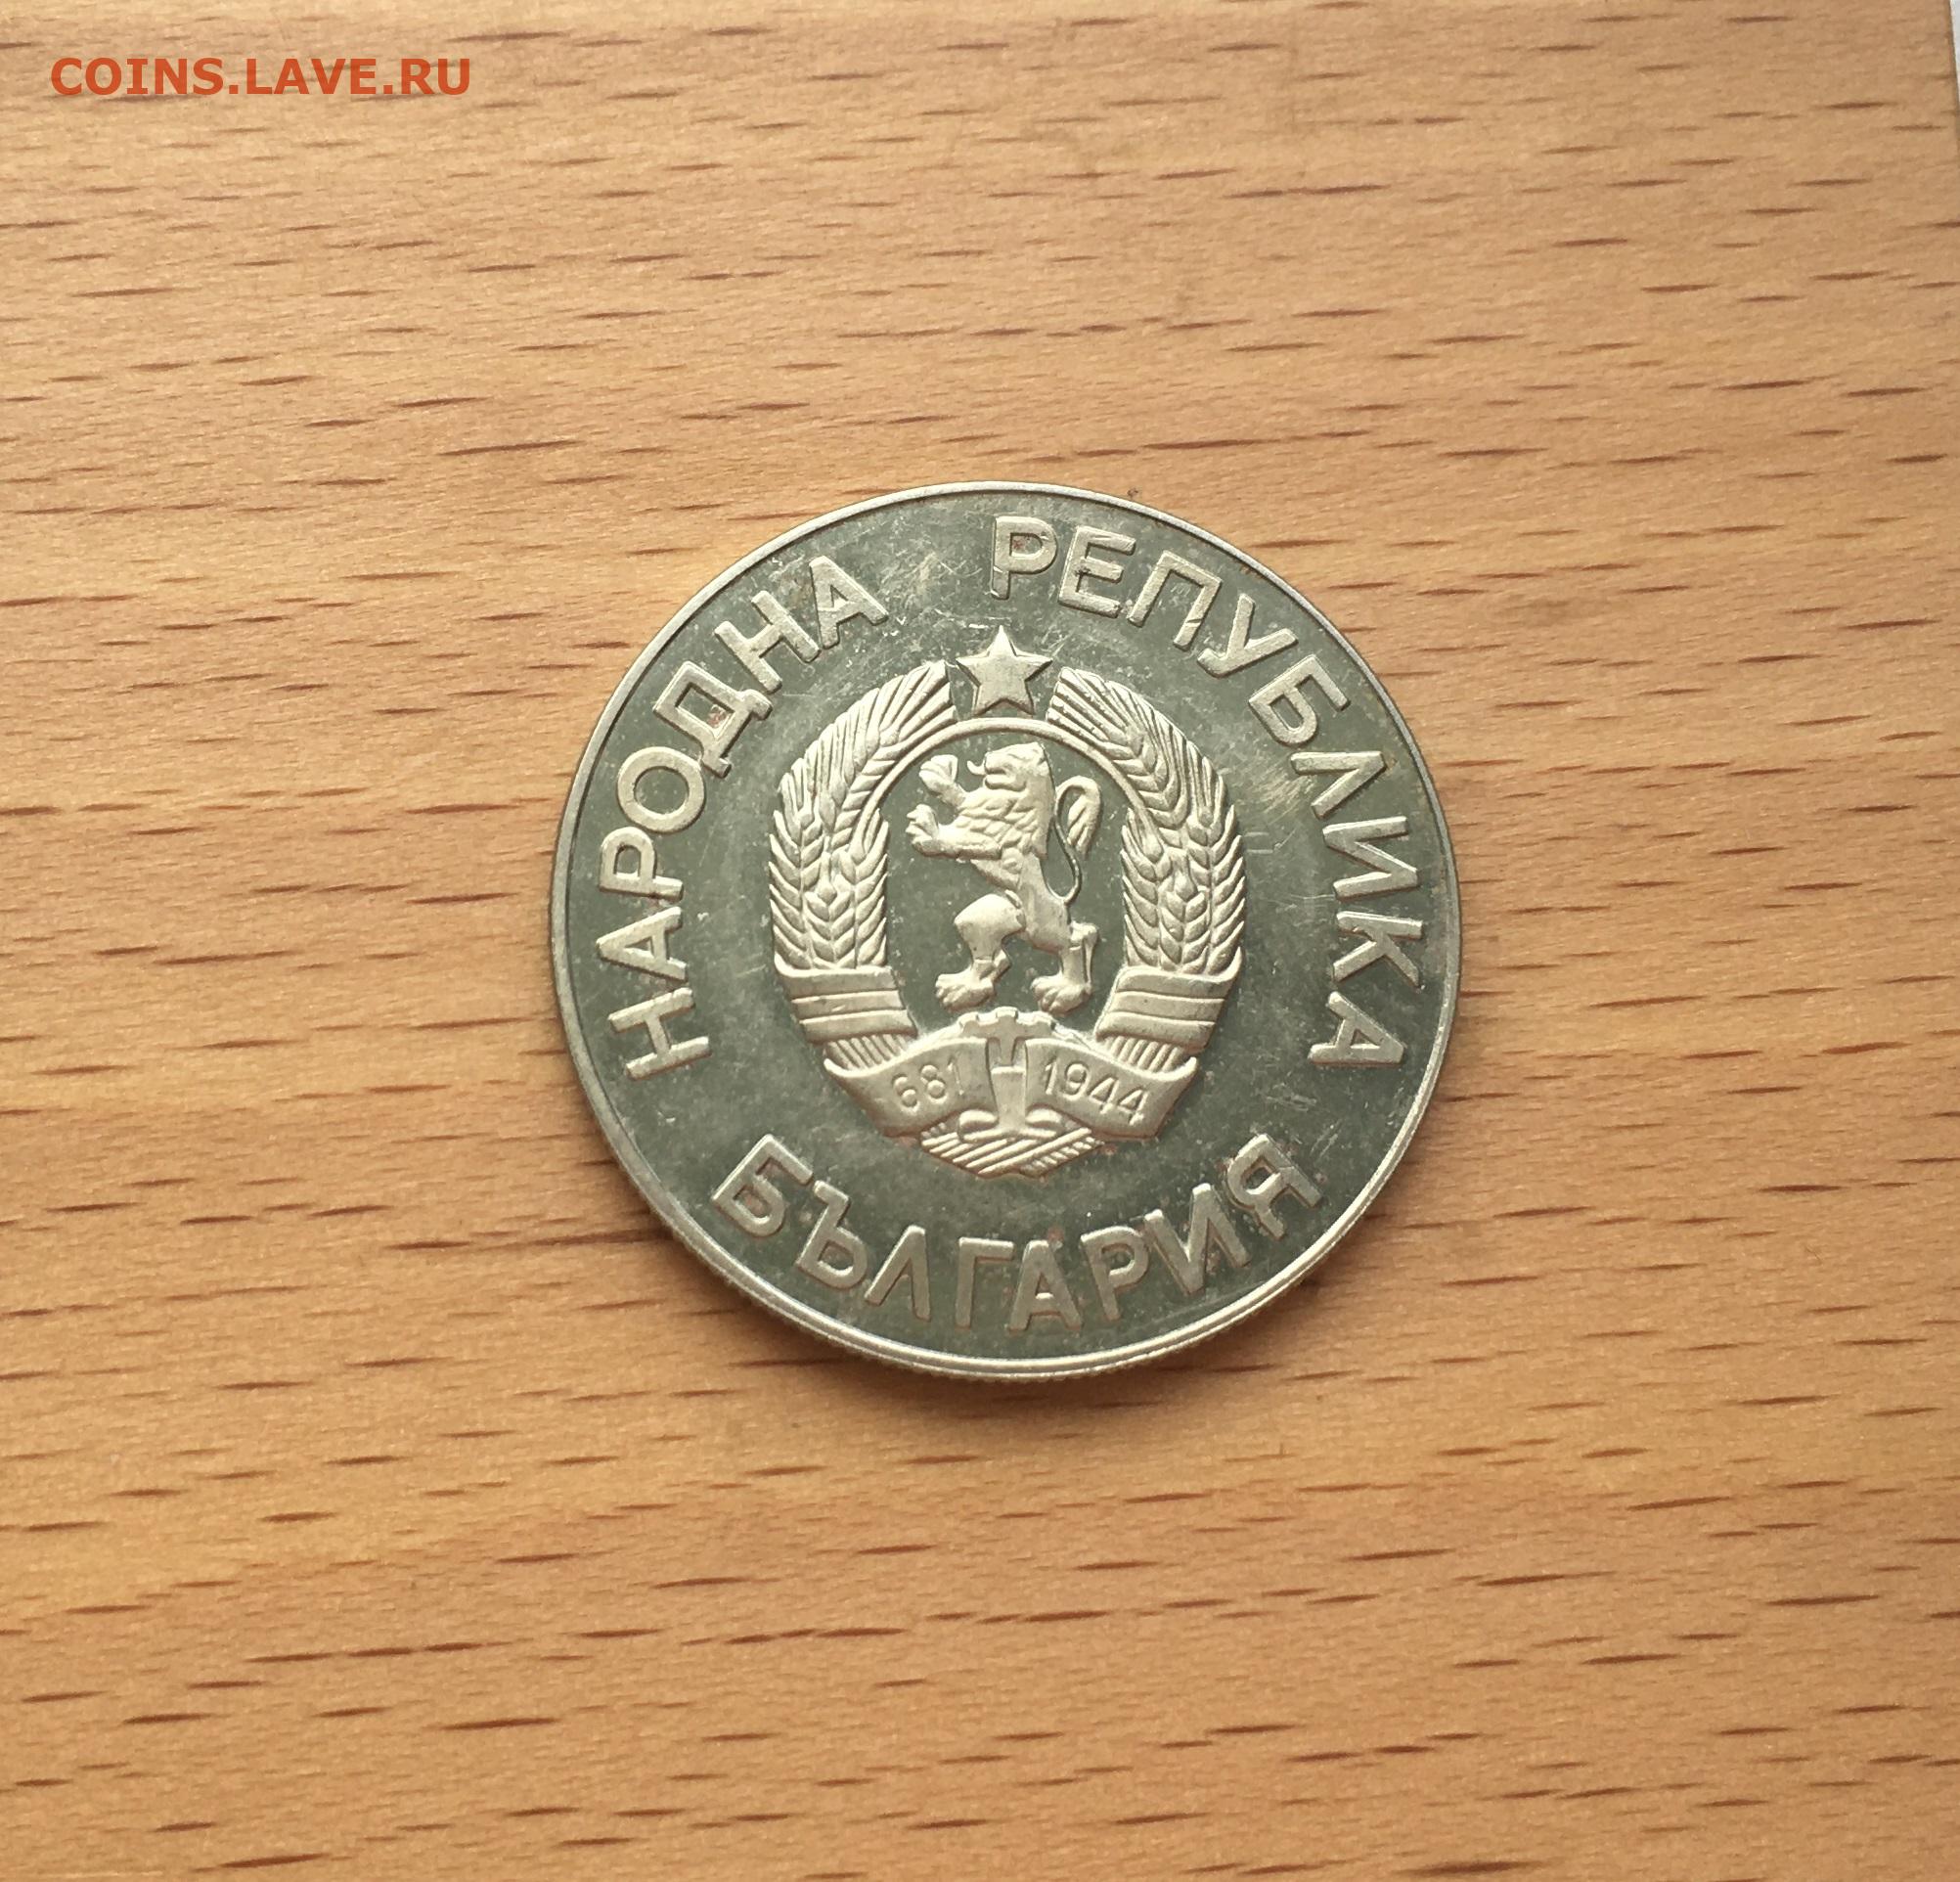 COINS.LAVE.RU
НАРОДНА РЕПУБЛИКА
681 1944
БЪЛГАРИЯ